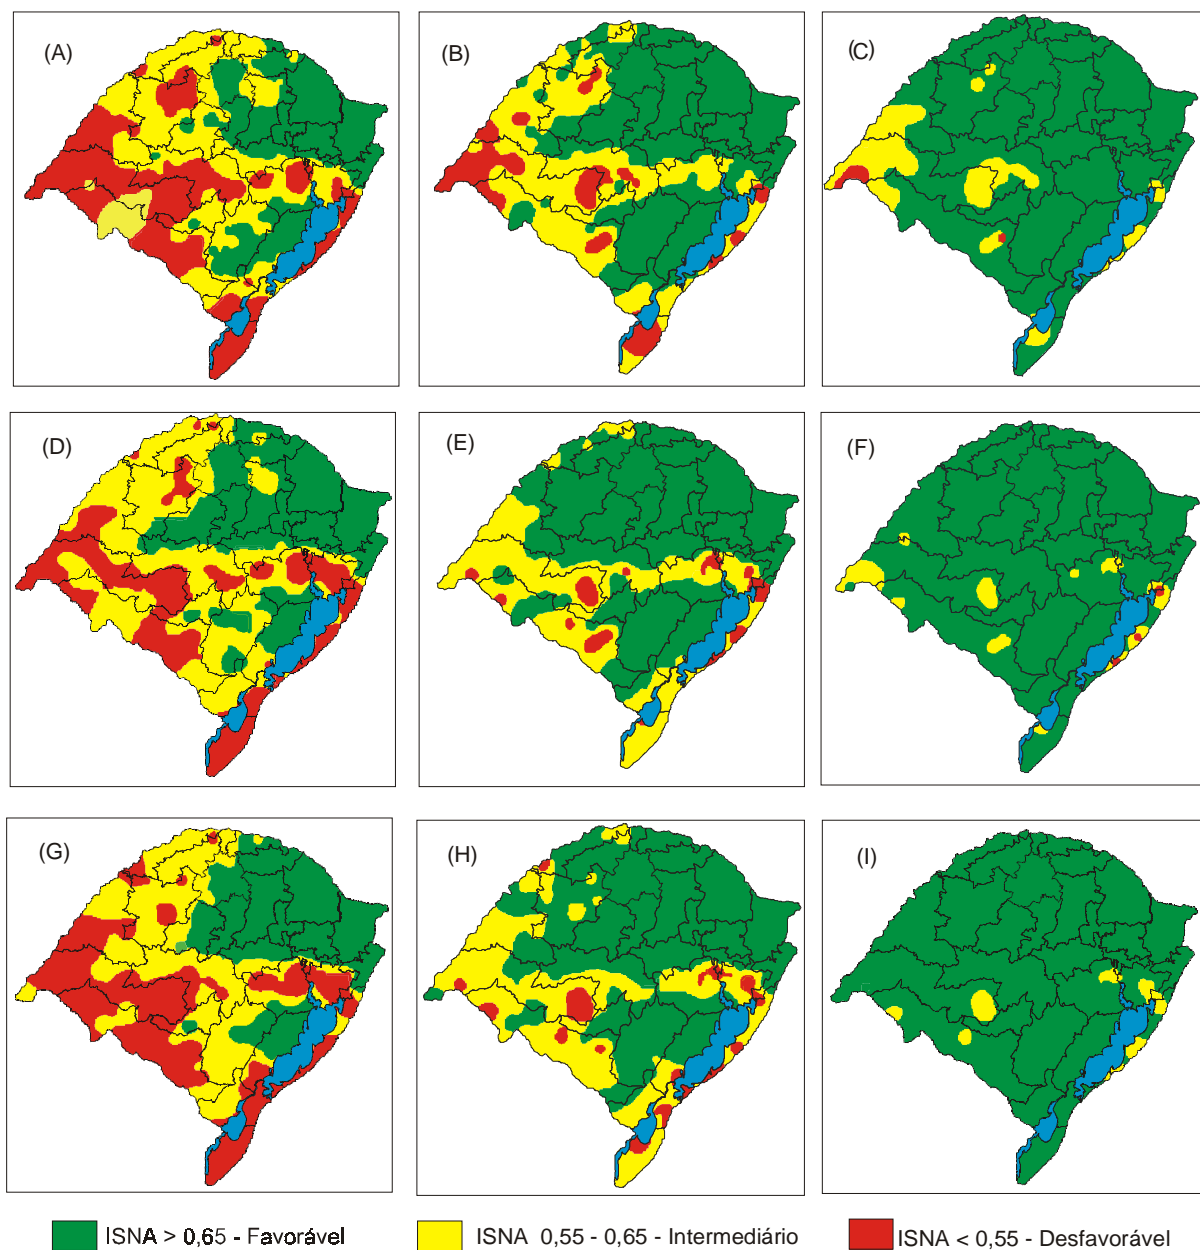 (A)
(B)
(C)
(D)
(E)
(F)
(G)
(H)
(I)
ISNA > 0,65 - Favorável
ISNA 0,55 - 0,65 - Intermediário
ISNA < 0,55 - Desfavorável